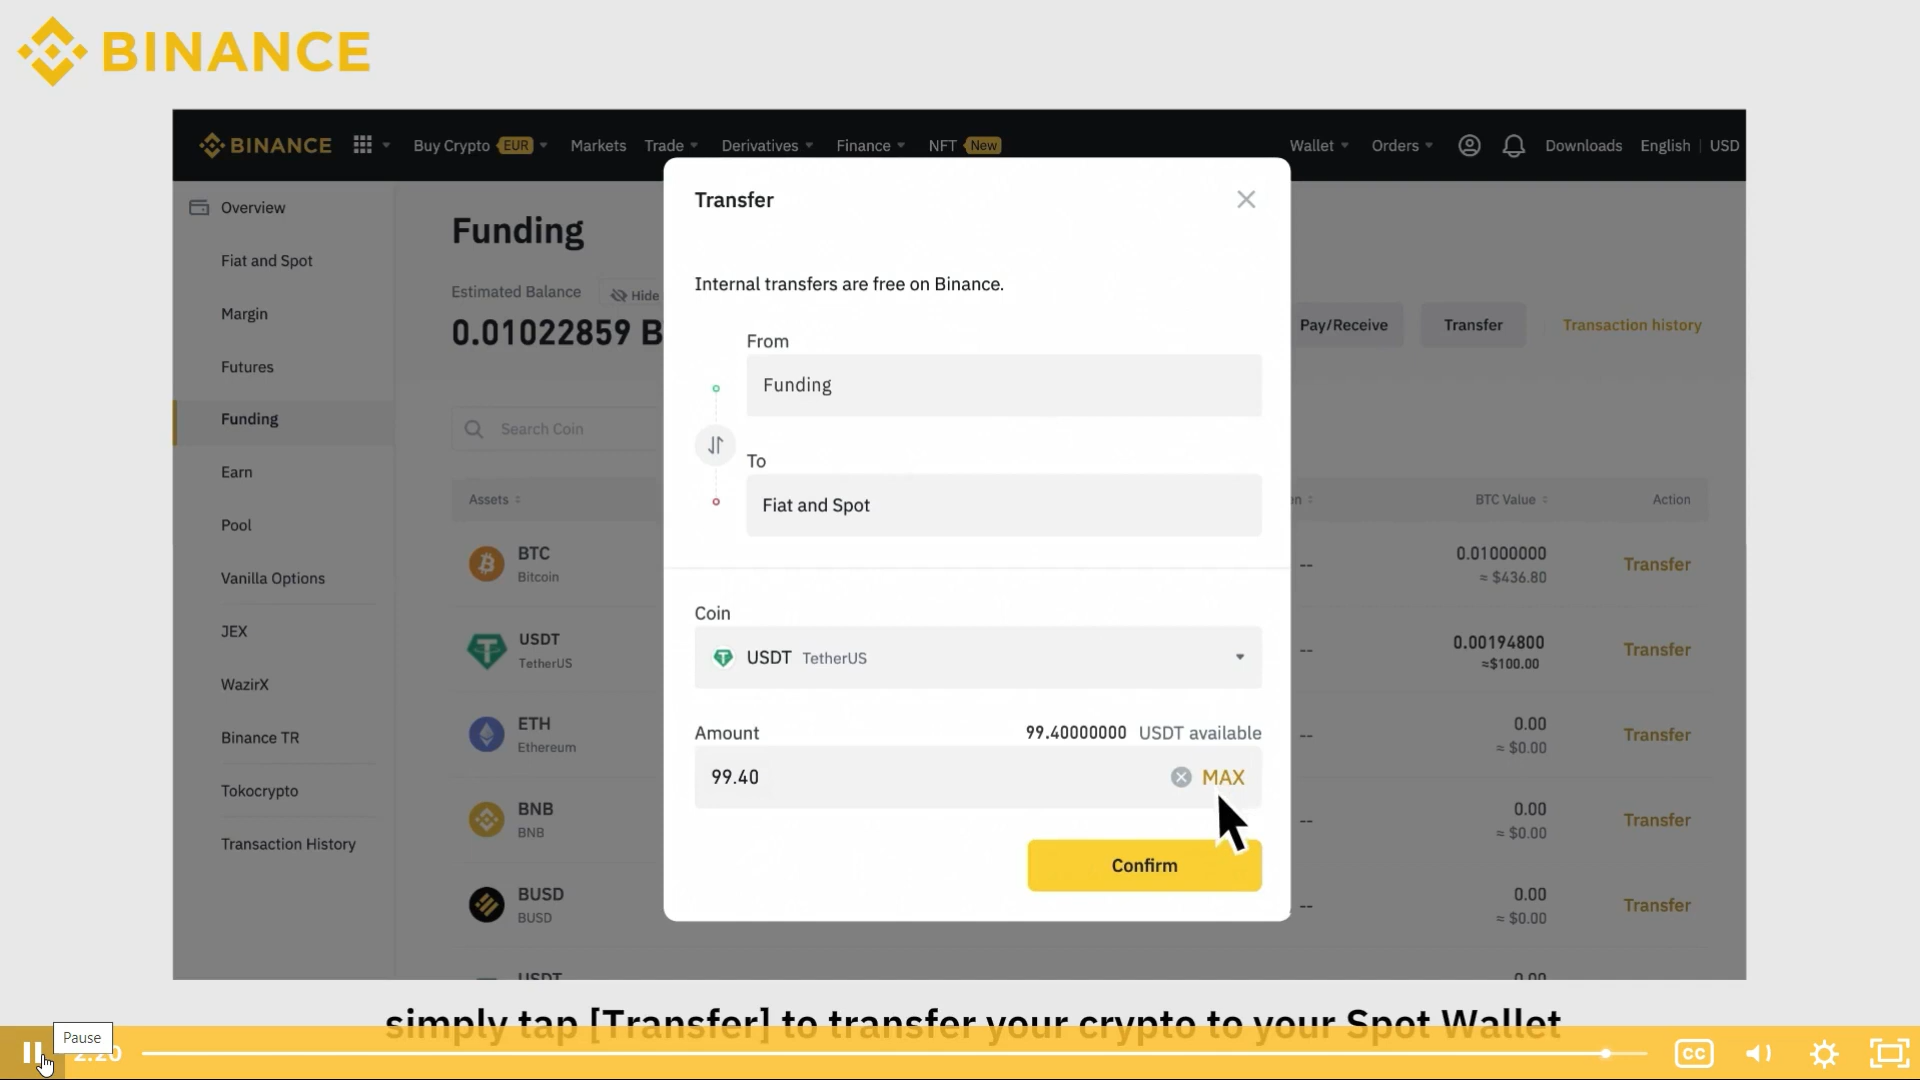 BINANCE
BINANCE Buy Crypto EUR Markets Trade Derivatives Finance NFT New Wallet Orders Downloads English | USD
Overview
Fiat and Spot
Margin
Futures
Funding
Earn
Pool
Vanilla Options
JEX
WazirX
Binance TR
Tokocrypto
Transaction History
Funding
Estimated Balance Hide
0.01022859 B
Pay/Receive Transfer Transaction history
Search Coin
Assets BTC Value Action
BTC
Bitcoin
-- 0.01000000 Transfer
≈ $436.80
USDT
TetherUS
-- 0.00194800 Transfer
≈$100.00
ETH
Ethereum
-- 0.00 Transfer
≈ $0.00
BNB
BNB
-- 0.00 Transfer
≈ $0.00
BUSD
BUSD
-- 0.00 Transfer
≈ $0.00
USDT 0.00
Transfer
Internal transfers are free on Binance.
From
Funding
To
Fiat and Spot
Coin
USDT TetherUS
Amount 99.40000000 USDT available
99.40 MAX
Confirm
simply tap [Transfer] to transfer your crypto to your Spot Wallet
Pause
2:20 CC